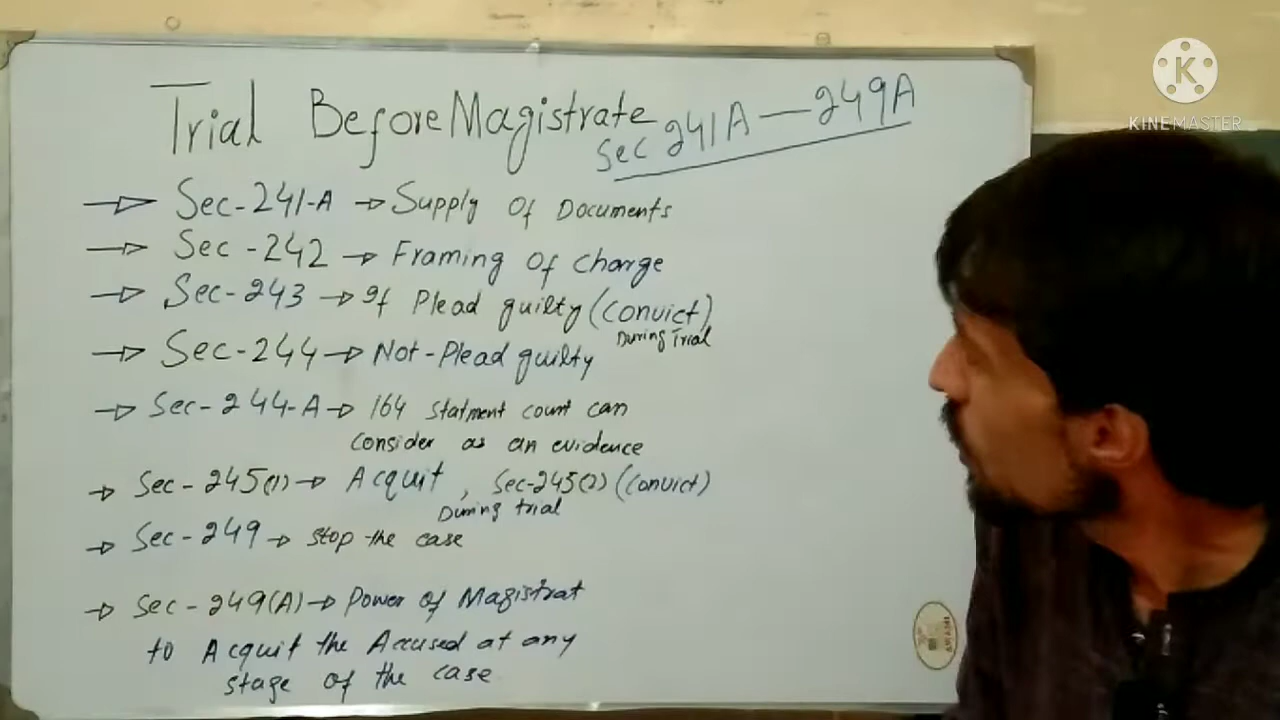 Trial Before Magistrate
Sec 241A — 249A
→ Sec-241-A → Supply Of Documents
→ Sec-242 → Framing Of Charge
→ Sec-243 → If Plead guilty (Convict)
During Trial
→ Sec-244 → Not-Plead guilty
→ Sec-244-A → 164 Statment count can
Consider as an evidence
→ Sec-245(1) → Acquit, Sec-245(2) (Convict)
During trial
→ Sec-249 → Stop the case
→ Sec-249(A) → Power of Magistrat
to Acquit the Accused at any
stage of the case
K
KINEMASTER